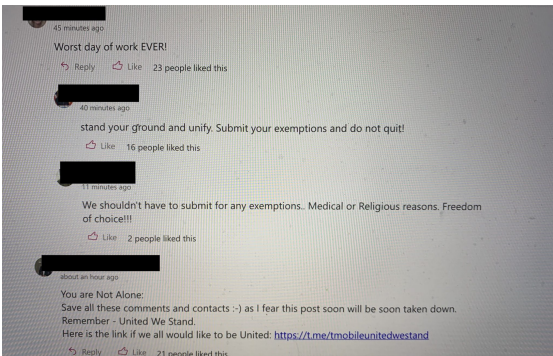 45 minutes ago
Worst day of work EVER!
Reply Like 23 people liked this
40 minutes ago
stand your ground and unify. Submit your exemptions and do not quit!
Like 16 people liked this
11 minutes ago
We shouldn't have to submit for any exemptions.. Medical or Religious reasons. Freedom
of choice!!!
Like 2 people liked this
about an hour ago
You are Not Alone:
Save all these comments and contacts :-) as I fear this post soon will be soon taken down.
Remember - United We Stand.
Here is the link if we all would like to be United: https://t.me/tmobileunitedwestand
Reply Like 21 people liked this